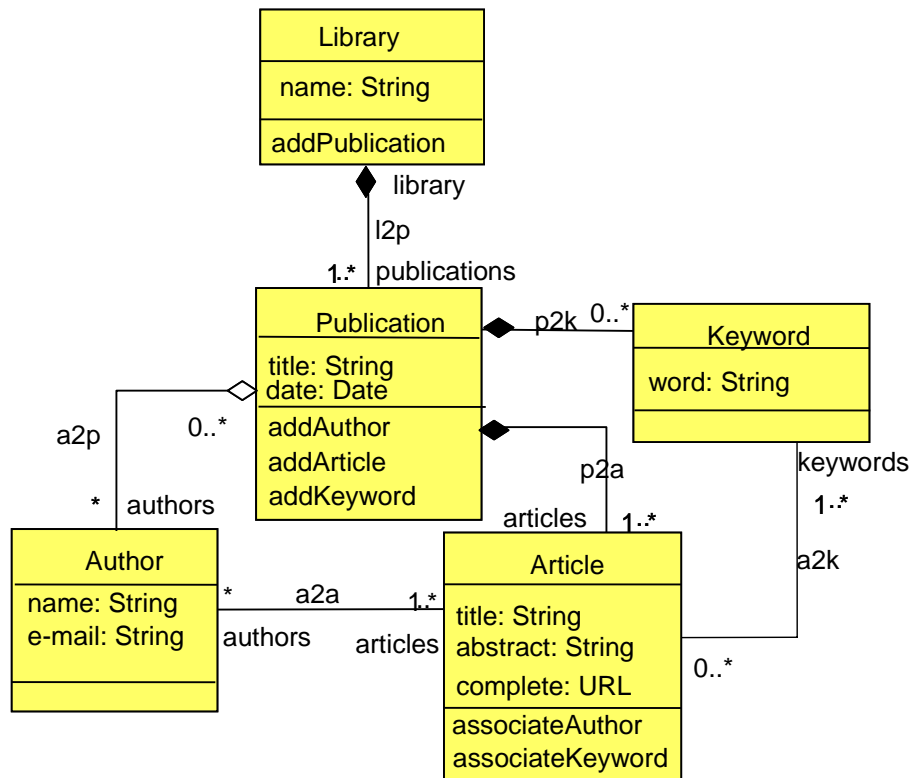 Library
name: String
addPublication
library
l2p
1..*
publications
Publication
title: String
date: Date
addAuthor
addArticle
addKeyword
p2k
0..*
Keyword
word: String
a2p
0..*
*
authors
p2a
articles
1..*
keywords
1..*
a2k
0..*
Author
name: String
e-mail: String
*
authors
a2a
1..*
articles
Article
title: String
abstract: String
complete: URL
associateAuthor
associateKeyword